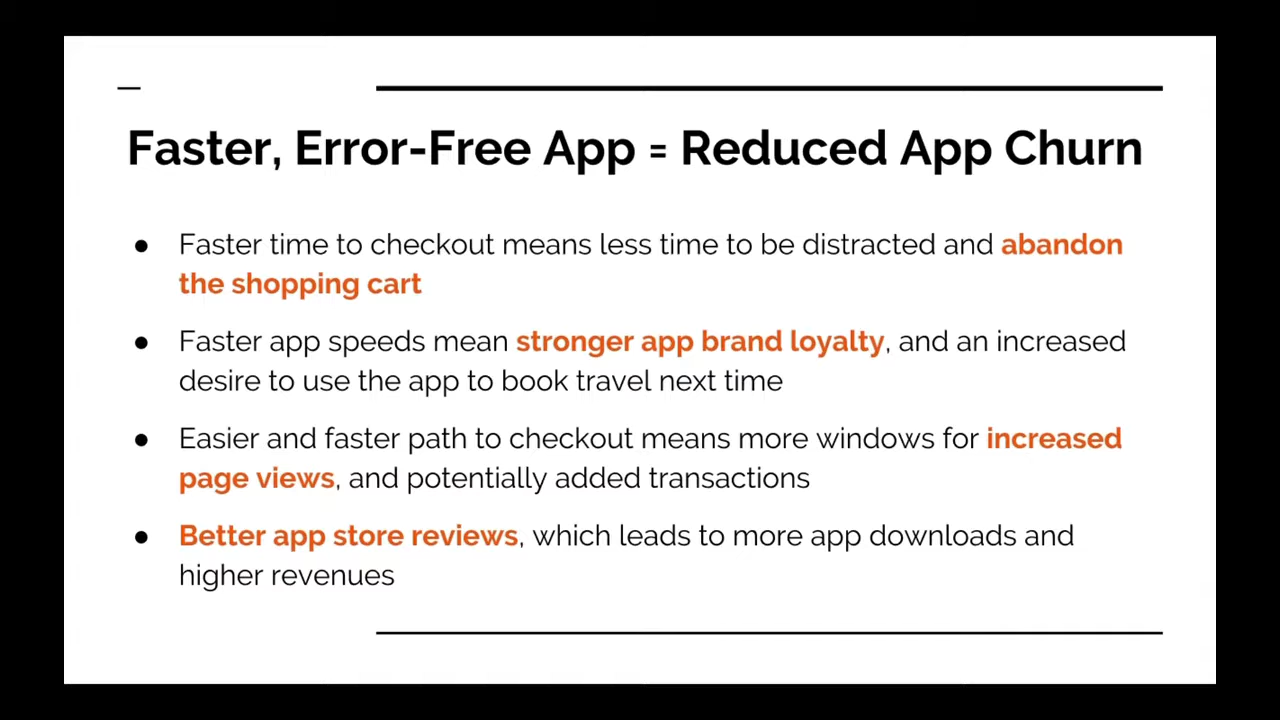 Faster, Error-Free App = Reduced App Churn
● Faster time to checkout means less time to be distracted and abandon
the shopping cart
● Faster app speeds mean stronger app brand loyalty, and an increased
desire to use the app to book travel next time
● Easier and faster path to checkout means more windows for increased
page views, and potentially added transactions
● Better app store reviews, which leads to more app downloads and
higher revenues